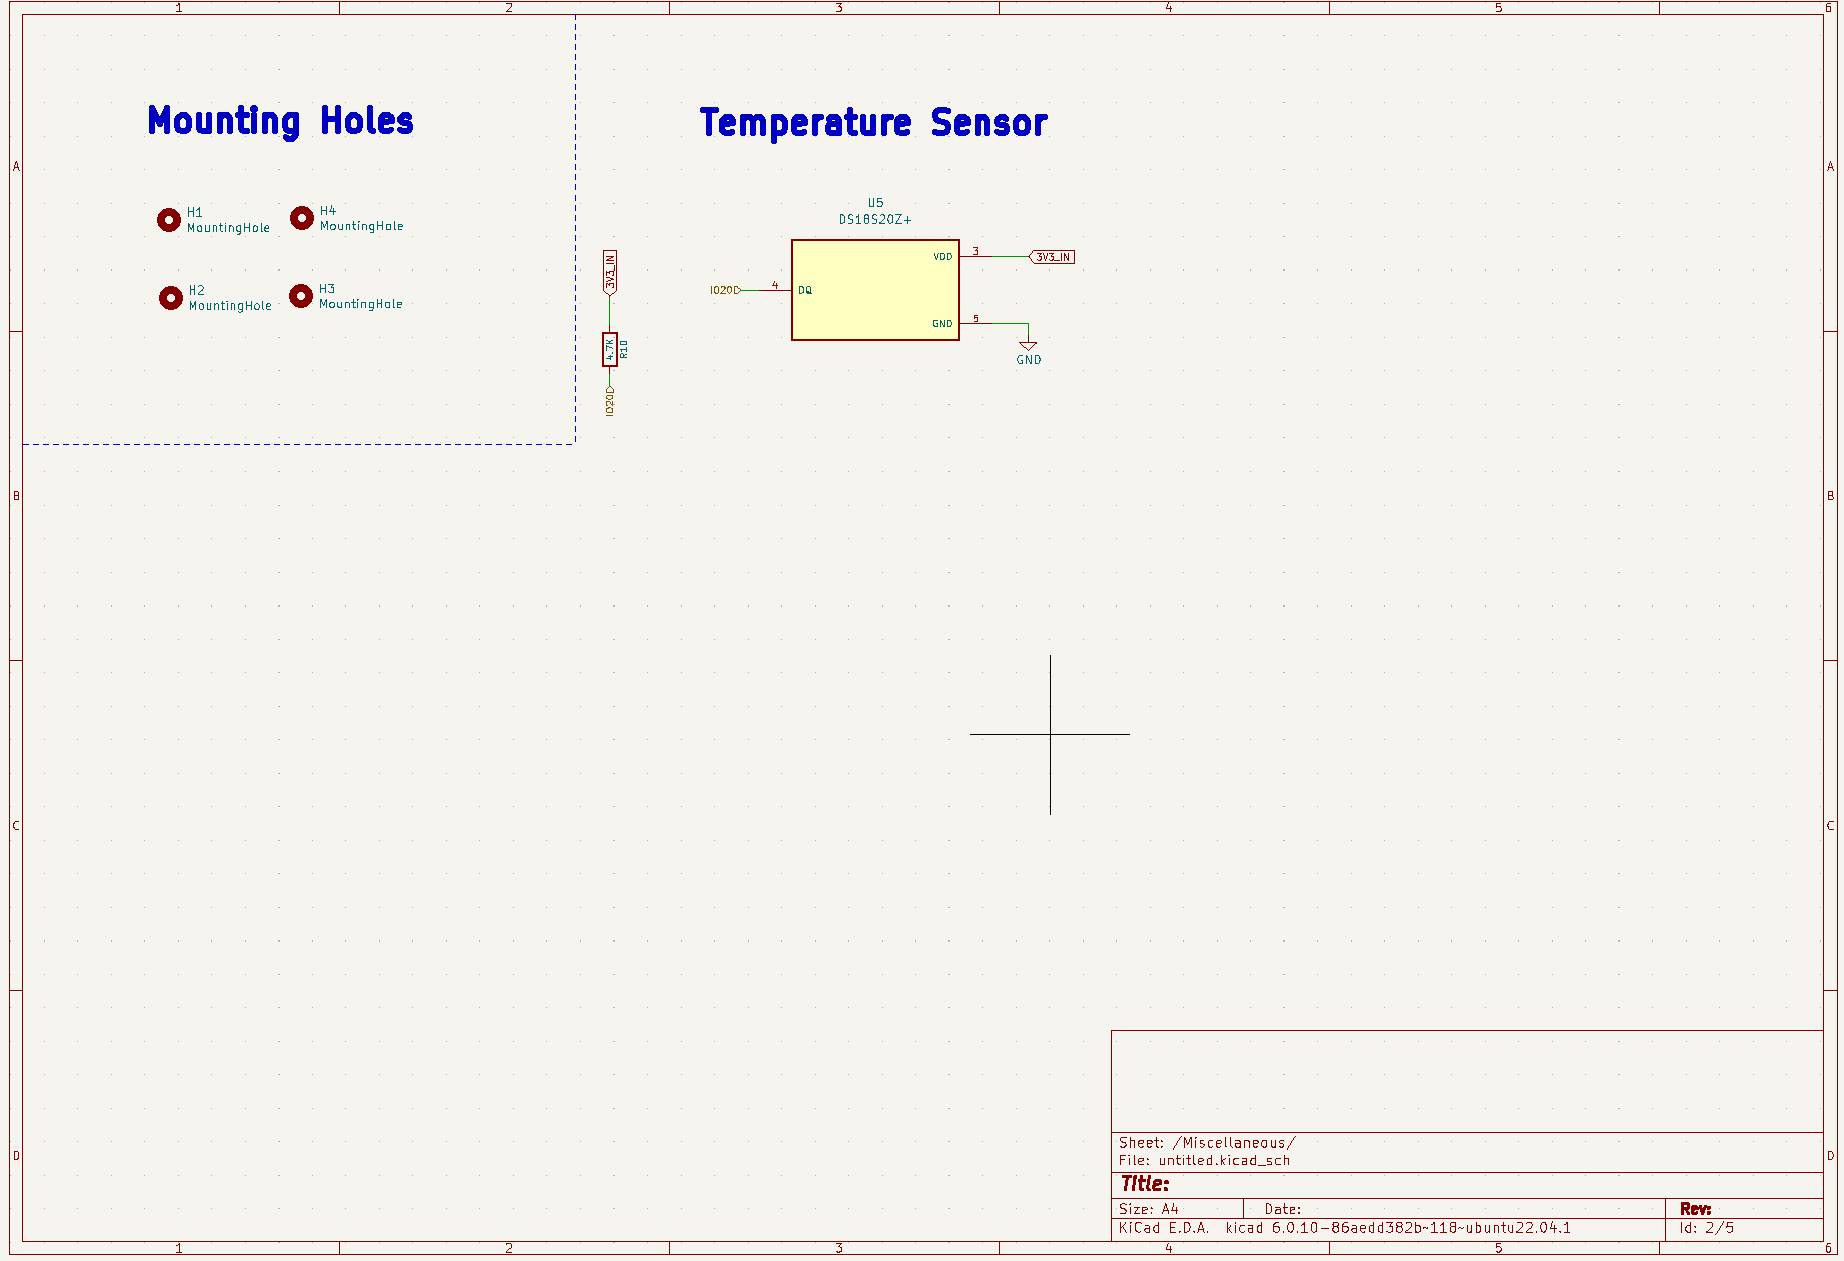 1 2 3 4 5 6
Mounting Holes
Temperature Sensor
A A
H1
MountingHole
H4
MountingHole
H2
MountingHole
H3
MountingHole
U5
DS18S20Z+
3V3_IN
4.7K
R10
IO20
IO20
4
DQ
VDD
3
3V3_IN
GND
5
GND
B B
C C
D D
Sheet: /Miscellaneous/
File: untitled.kicad_sch
Title:
Size: A4 Date: Rev:
KiCad E.D.A. kicad 6.0.10-86aedd382b~118~ubuntu22.04.1 Id: 2/5
1 2 3 4 5 6